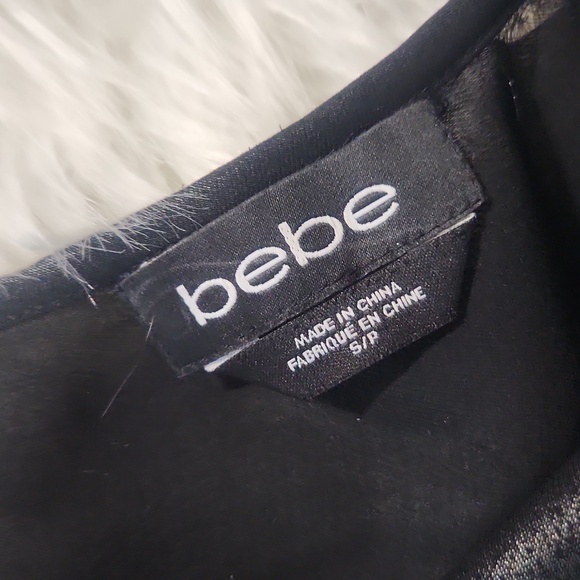 bebe
MADE IN CHINA
FABRIQUÉ EN CHINE
S/P